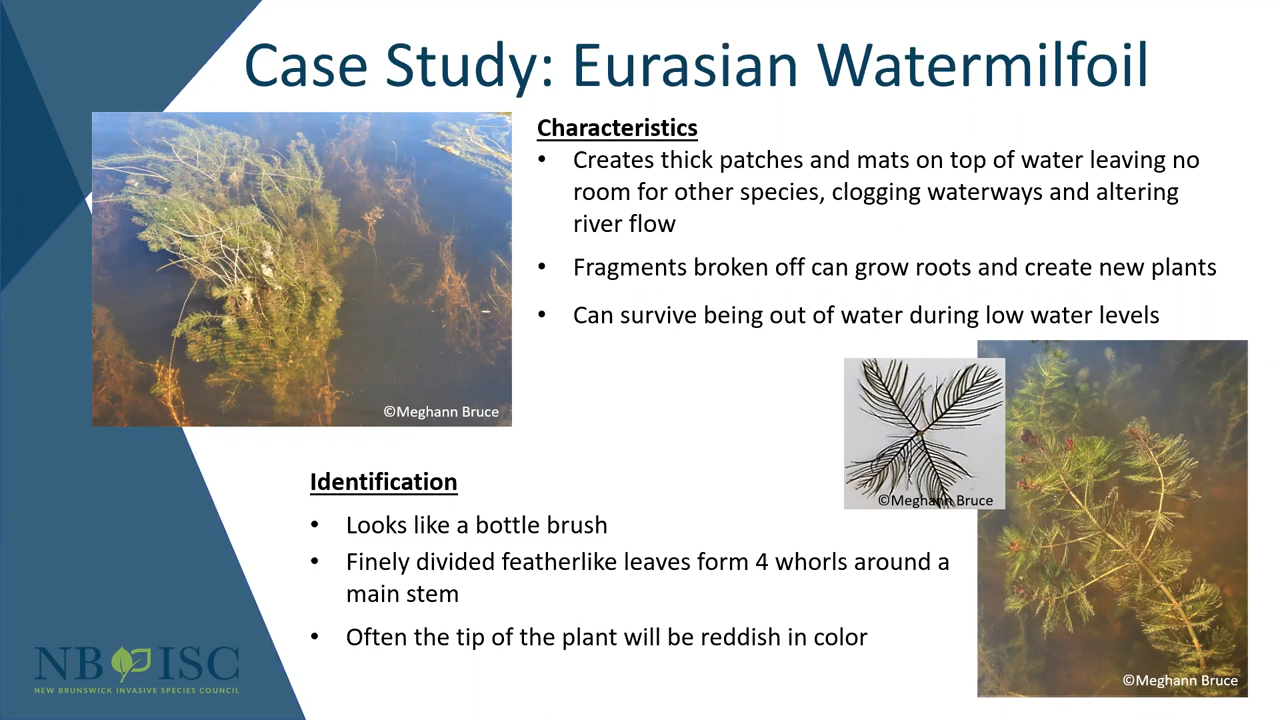 Case Study: Eurasian Watermilfoil
©Meghann Bruce
Characteristics
• Creates thick patches and mats on top of water leaving no
room for other species, clogging waterways and altering
river flow
• Fragments broken off can grow roots and create new plants
• Can survive being out of water during low water levels
©Meghann Bruce
Identification
• Looks like a bottle brush
• Finely divided featherlike leaves form 4 whorls around a
main stem
• Often the tip of the plant will be reddish in color
©Meghann Bruce
NB ISC
NEW BRUNSWICK INVASIVE SPECIES COUNCIL